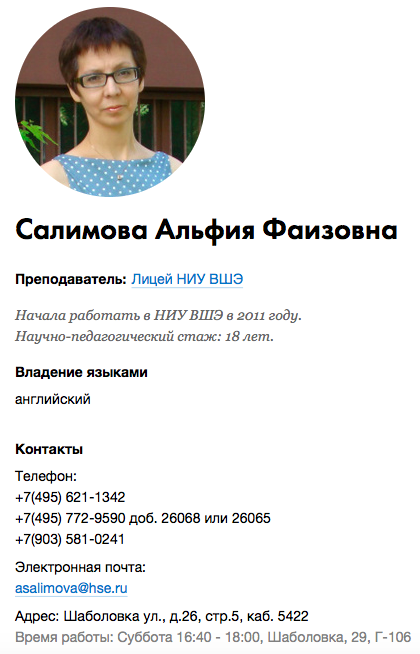 Салимова Альфия Фаизовна
Преподаватель: Лицей НИУ ВШЭ
Начала работать в НИУ ВШЭ в 2011 году.
Научно-педагогический стаж: 18 лет.
Владение языками
английский
Контакты
Телефон:
+7(495) 621-1342
+7(495) 772-9590 доб. 26068 или 26065
+7(903) 581-0241
Электронная почта:
asalimova@hse.ru
Адрес: Шаболовка ул., д.26, стр.5, каб. 5422
Время работы: Суббота 16:40 - 18:00, Шаболовка, 29, Г-106